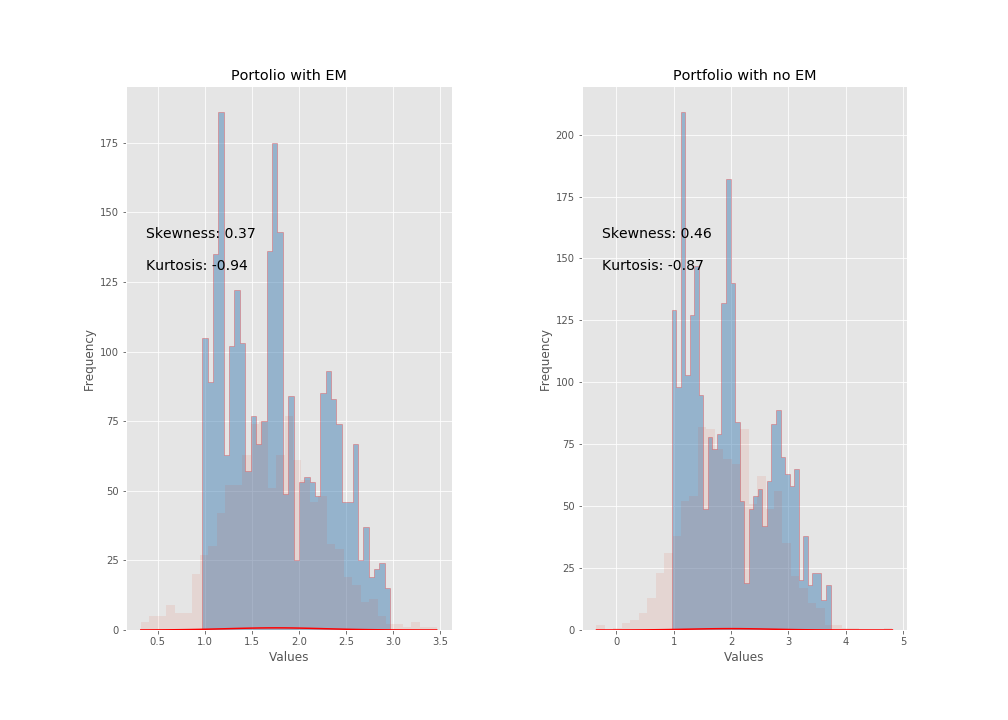 Portolio with EM
175
150
125
100
75
50
25
0
Frequency
Skewness: 0.37
Kurtosis: -0.94
0.5 1.0 1.5 2.0 2.5 3.0 3.5
Values
Portfolio with no EM
200
175
150
125
100
75
50
25
0
Frequency
Skewness: 0.46
Kurtosis: -0.87
0 1 2 3 4 5
Values